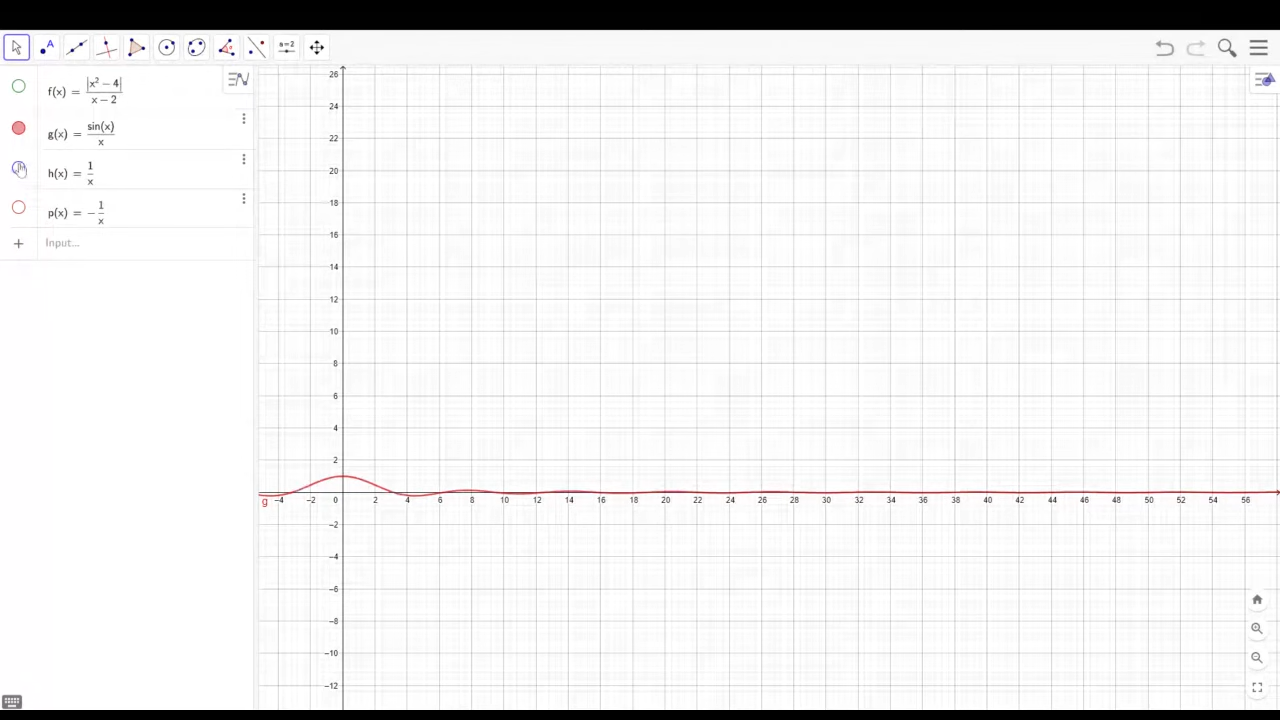 a=2
f(x) = |x² − 4| / x − 2
g(x) = sin(x) / x
h(x) = 1 / x
p(x) = − 1 / x
+ Input...
26
24
22
20
18
16
14
12
10
8
6
4
2
g −4 −2 0 2 4 6 8 10 12 14 16 18 20 22 24 26 28 30 32 34 36 38 40 42 44 46 48 50 52 54 56
−2
−4
−6
−8
−10
−12